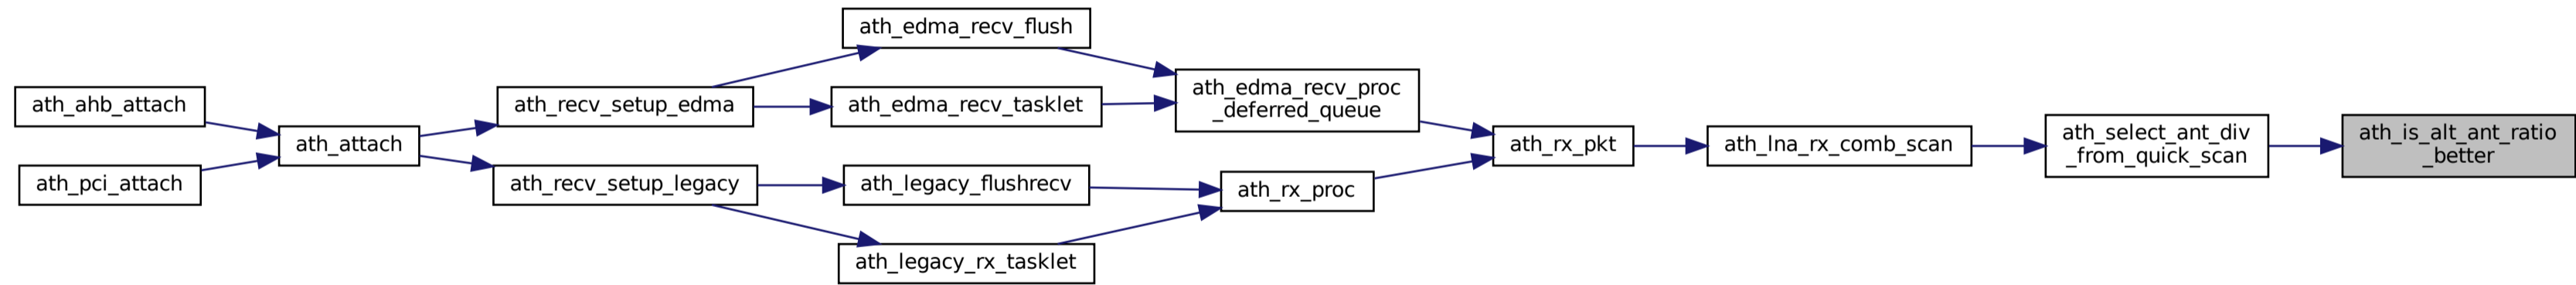 ath_edma_recv_flush
ath_ahb_attach
ath_recv_setup_edma
ath_edma_recv_tasklet
ath_edma_recv_proc
_deferred_queue
ath_attach
ath_rx_pkt
ath_lna_rx_comb_scan
ath_select_ant_div
_from_quick_scan
ath_is_alt_ant_ratio
_better
ath_pci_attach
ath_recv_setup_legacy
ath_legacy_flushrecv
ath_rx_proc
ath_legacy_rx_tasklet